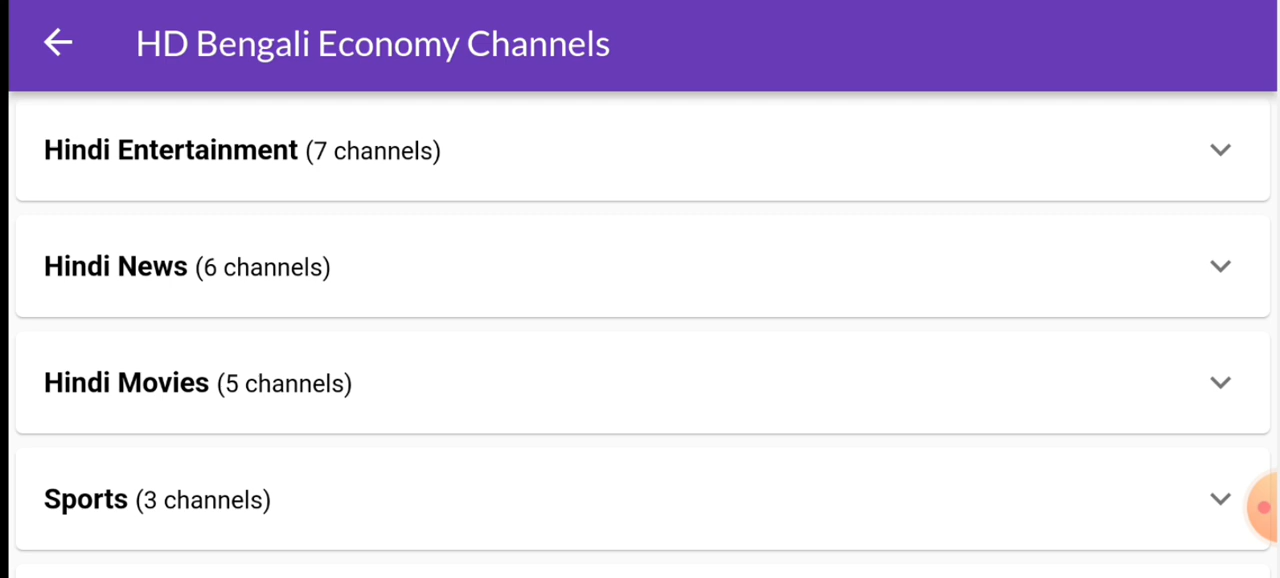 HD Bengali Economy Channels
Hindi Entertainment (7 channels)
Hindi News (6 channels)
Hindi Movies (5 channels)
Sports (3 channels)